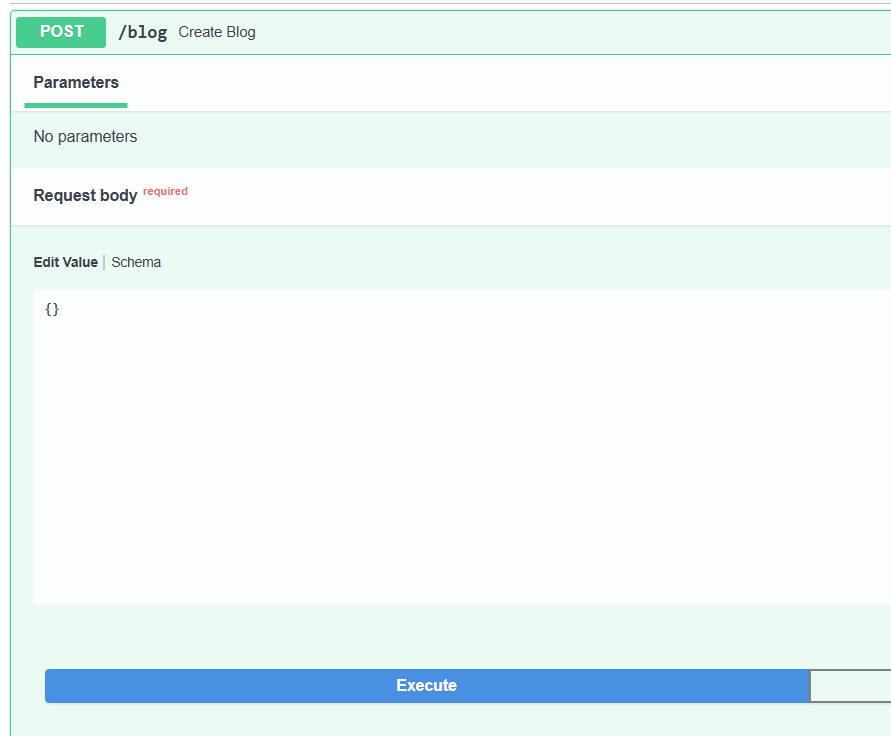 POST /blog Create Blog
Parameters
No parameters
Request body required
Edit Value | Schema
{}
Execute